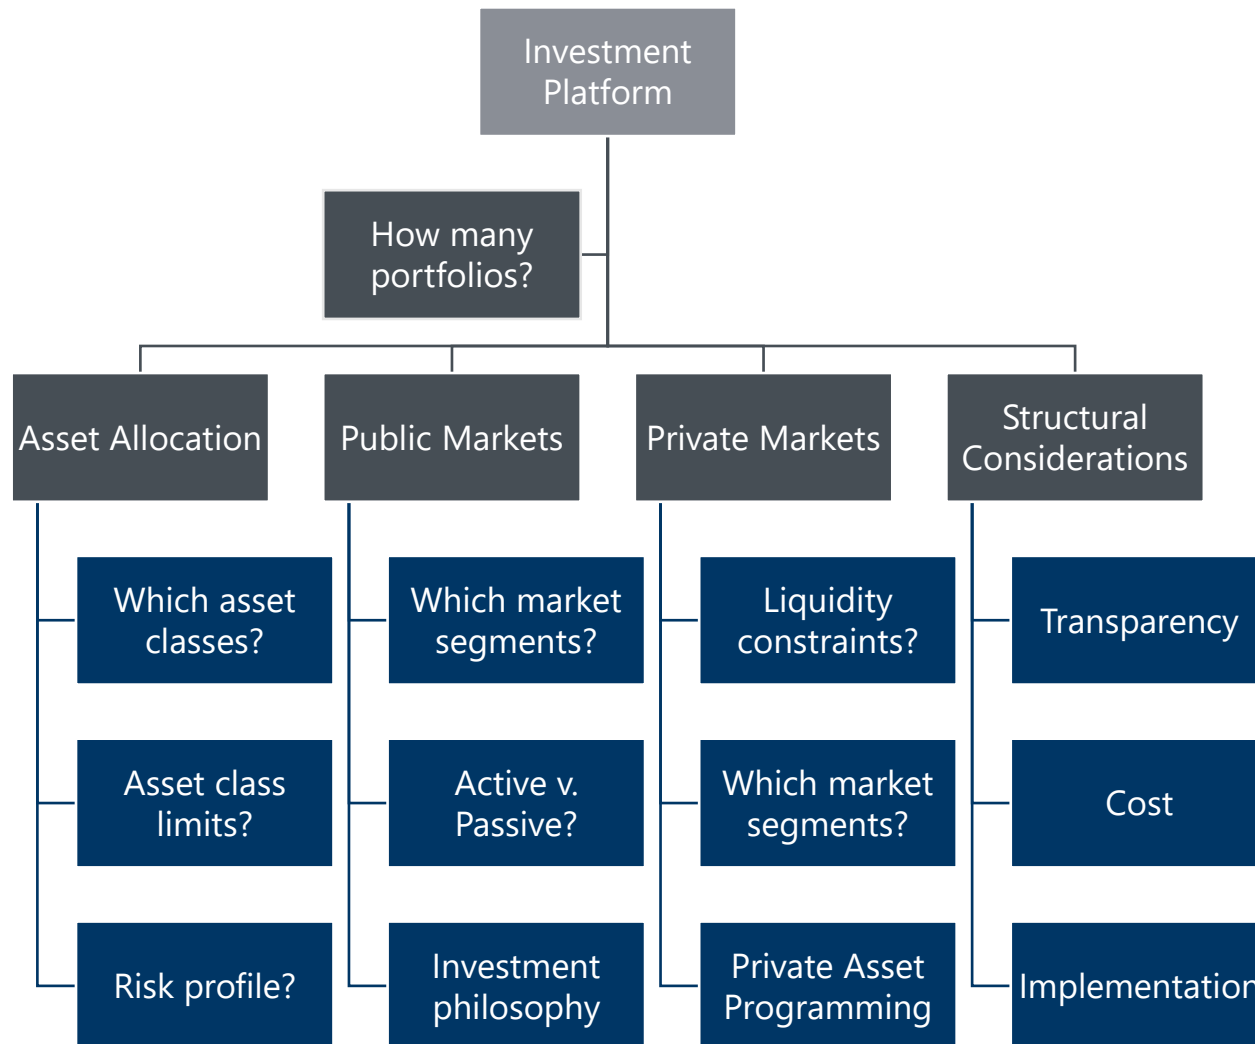 Investment
Platform
How many
portfolios?
Asset Allocation
Public Markets
Private Markets
Structural
Considerations
Which asset
classes?
Which market
segments?
Liquidity
constraints?
Transparency
Asset class
limits?
Active v.
Passive?
Which market
segments?
Cost
Risk profile?
Investment
philosophy
Private Asset
Programming
Implementation